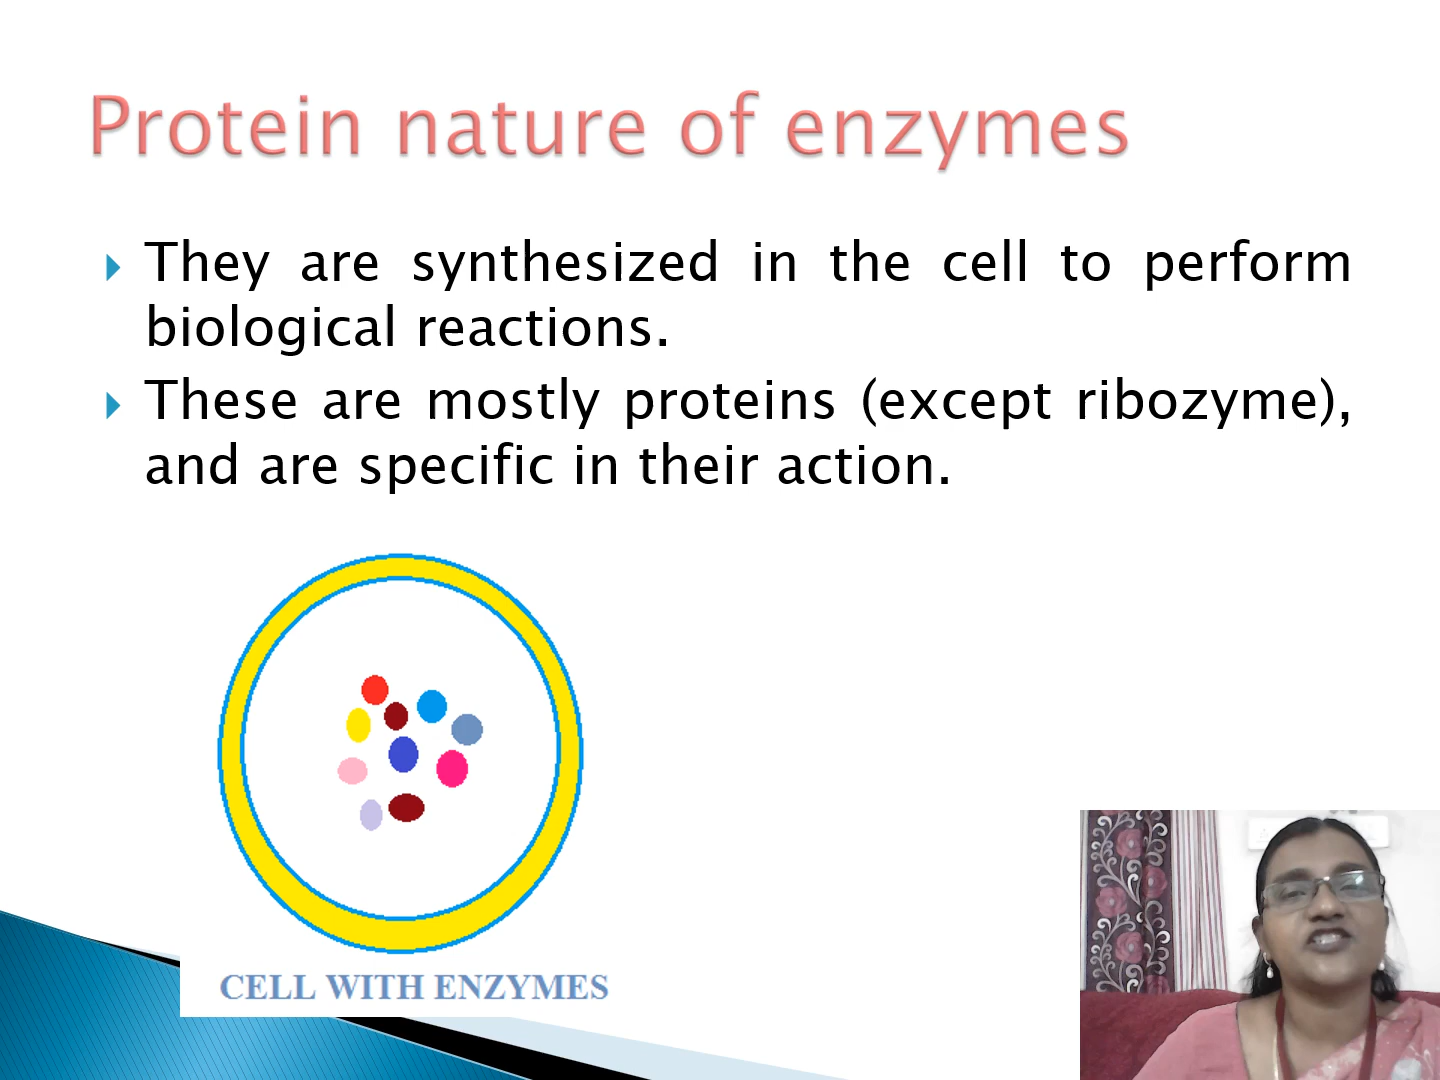 Protein nature of enzymes
They are synthesized in the cell to perform
biological reactions.
These are mostly proteins (except ribozyme),
and are specific in their action.
CELL WITH ENZYMES